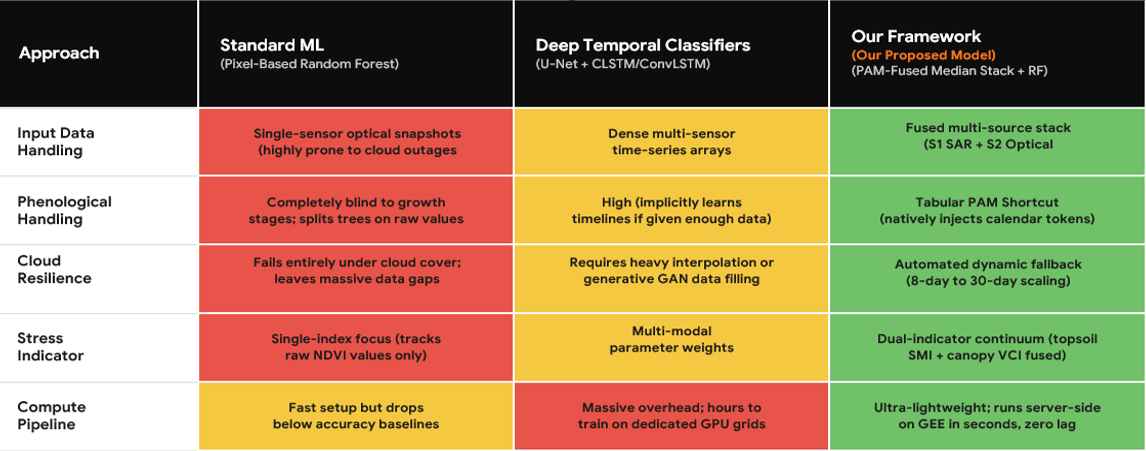 Approach
Standard ML
(Pixel-Based Random Forest)
Deep Temporal Classifiers
(U-Net + CLSTM/ConvLSTM)
Our Framework
(Our Proposed Model)
(PAM-Fused Median Stack + RF)
Input Data
Handling
Single-sensor optical snapshots
(highly prone to cloud outages
Dense multi-sensor
time-series arrays
Fused multi-source stack
(S1 SAR + S2 Optical
Phenological
Handling
Completely blind to growth
stages; splits trees on raw values
High (implicitly learns
timelines if given enough data)
Tabular PAM Shortcut
(natively injects calendar tokens)
Cloud
Resilience
Fails entirely under cloud cover;
leaves massive data gaps
Requires heavy interpolation or
generative GAN data filling
Automated dynamic fallback
(8-day to 30-day scaling)
Stress
Indicator
Single-index focus (tracks
raw NDVI values only)
Multi-modal
parameter weights
Dual-indicator continuum (topsoil
SMI + canopy VCI fused)
Compute
Pipeline
Fast setup but drops
below accuracy baselines
Massive overhead; hours to
train on dedicated GPU grids
Ultra-lightweight; runs server-side
on GEE in seconds, zero lag